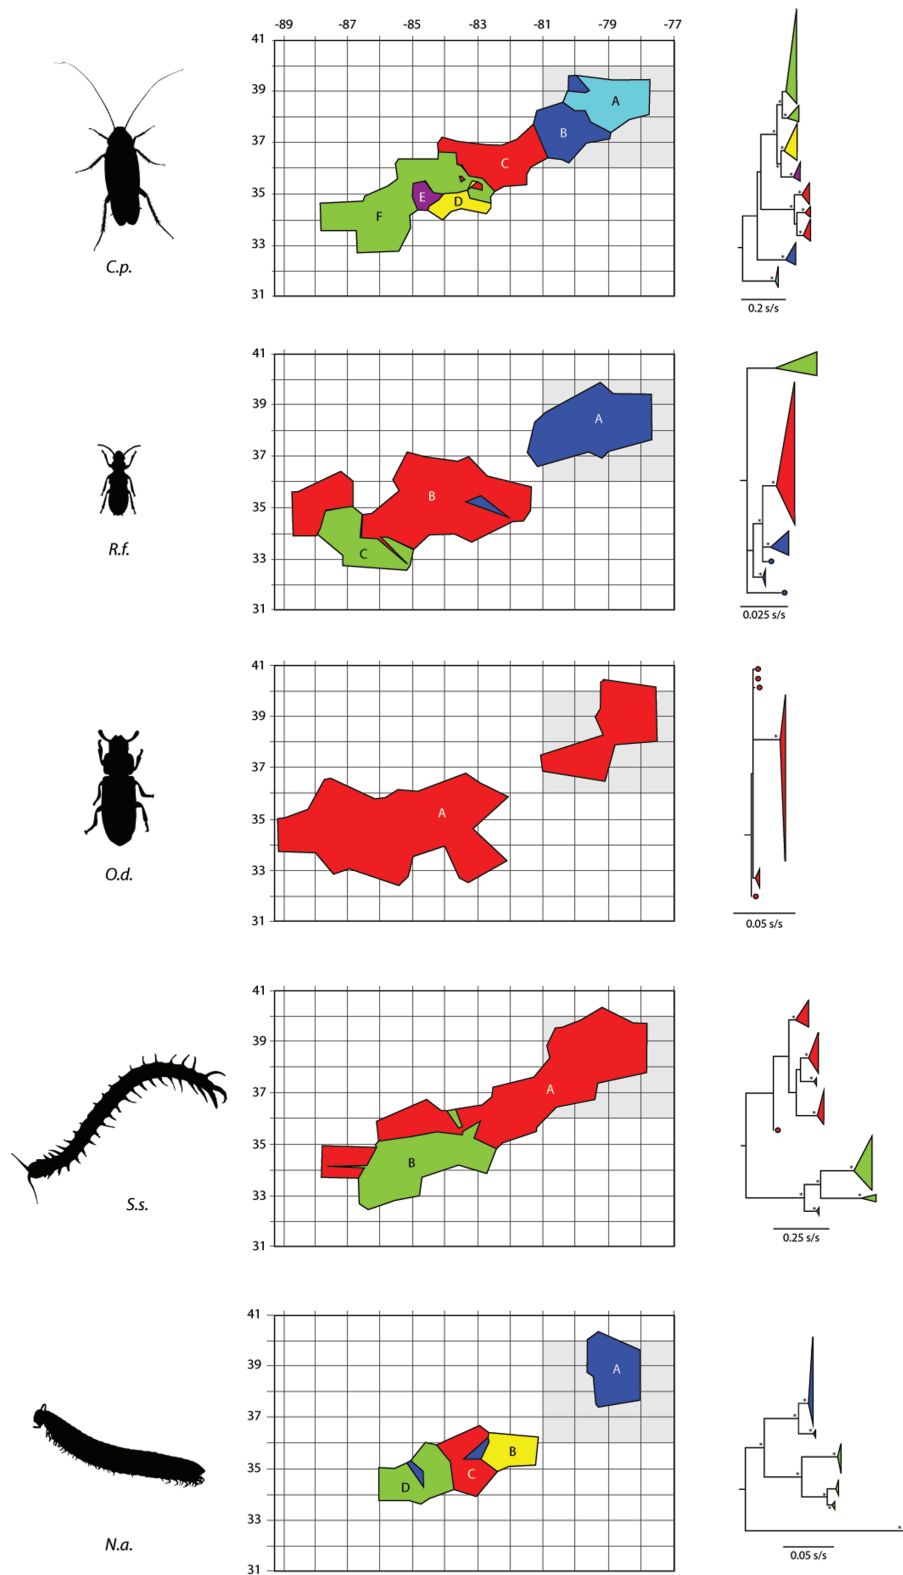 -89 -87 -85 -83 -81 -79 -77
41
39
37
35
33
31
A
B
C
D
E
F
C.p.
0.2 s/s
41
39
37
35
33
31
A
B
C
R.f.
0.025 s/s
41
39
37
35
33
31
A
O.d.
0.05 s/s
41
39
37
35
33
31
A
B
S.s.
0.25 s/s
41
39
37
35
33
31
A
B
C
D
N.a.
0.05 s/s